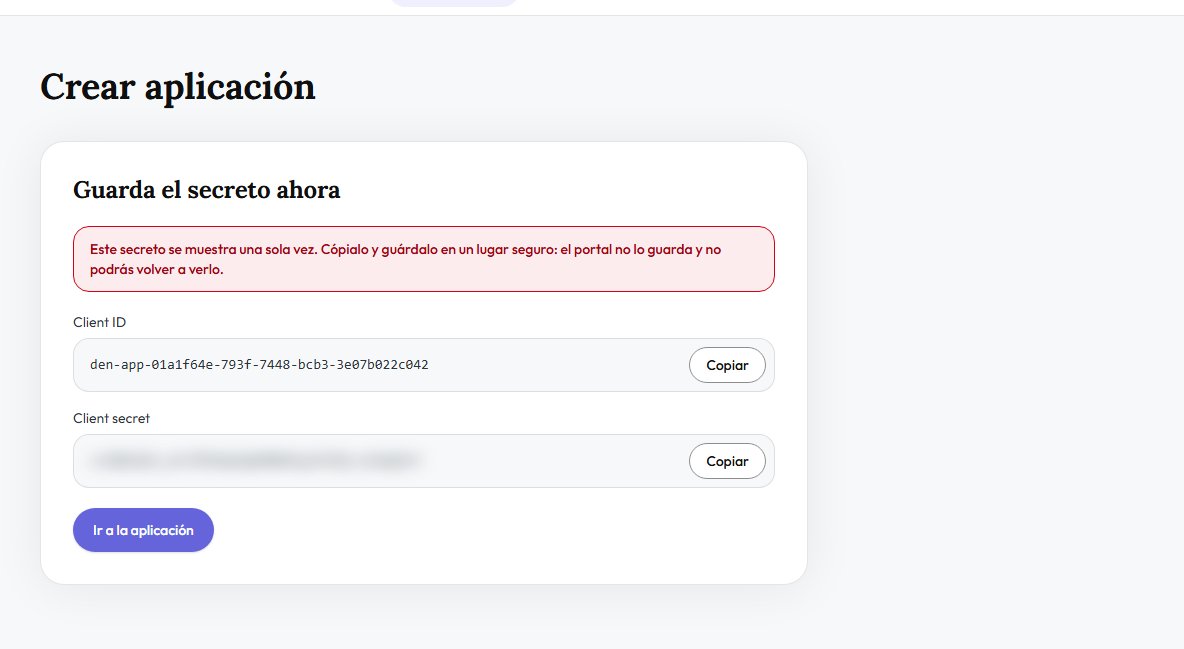 Crear aplicación
Guarda el secreto ahora
Este secreto se muestra una sola vez. Cópialo y guárdalo en un lugar seguro: el portal no lo guarda y no
podrás volver a verlo.
Client ID
den-app-01a1f64e-793f-7448-bcb3-3e07b022c042
Copiar
Client secret
Copiar
Ir a la aplicación